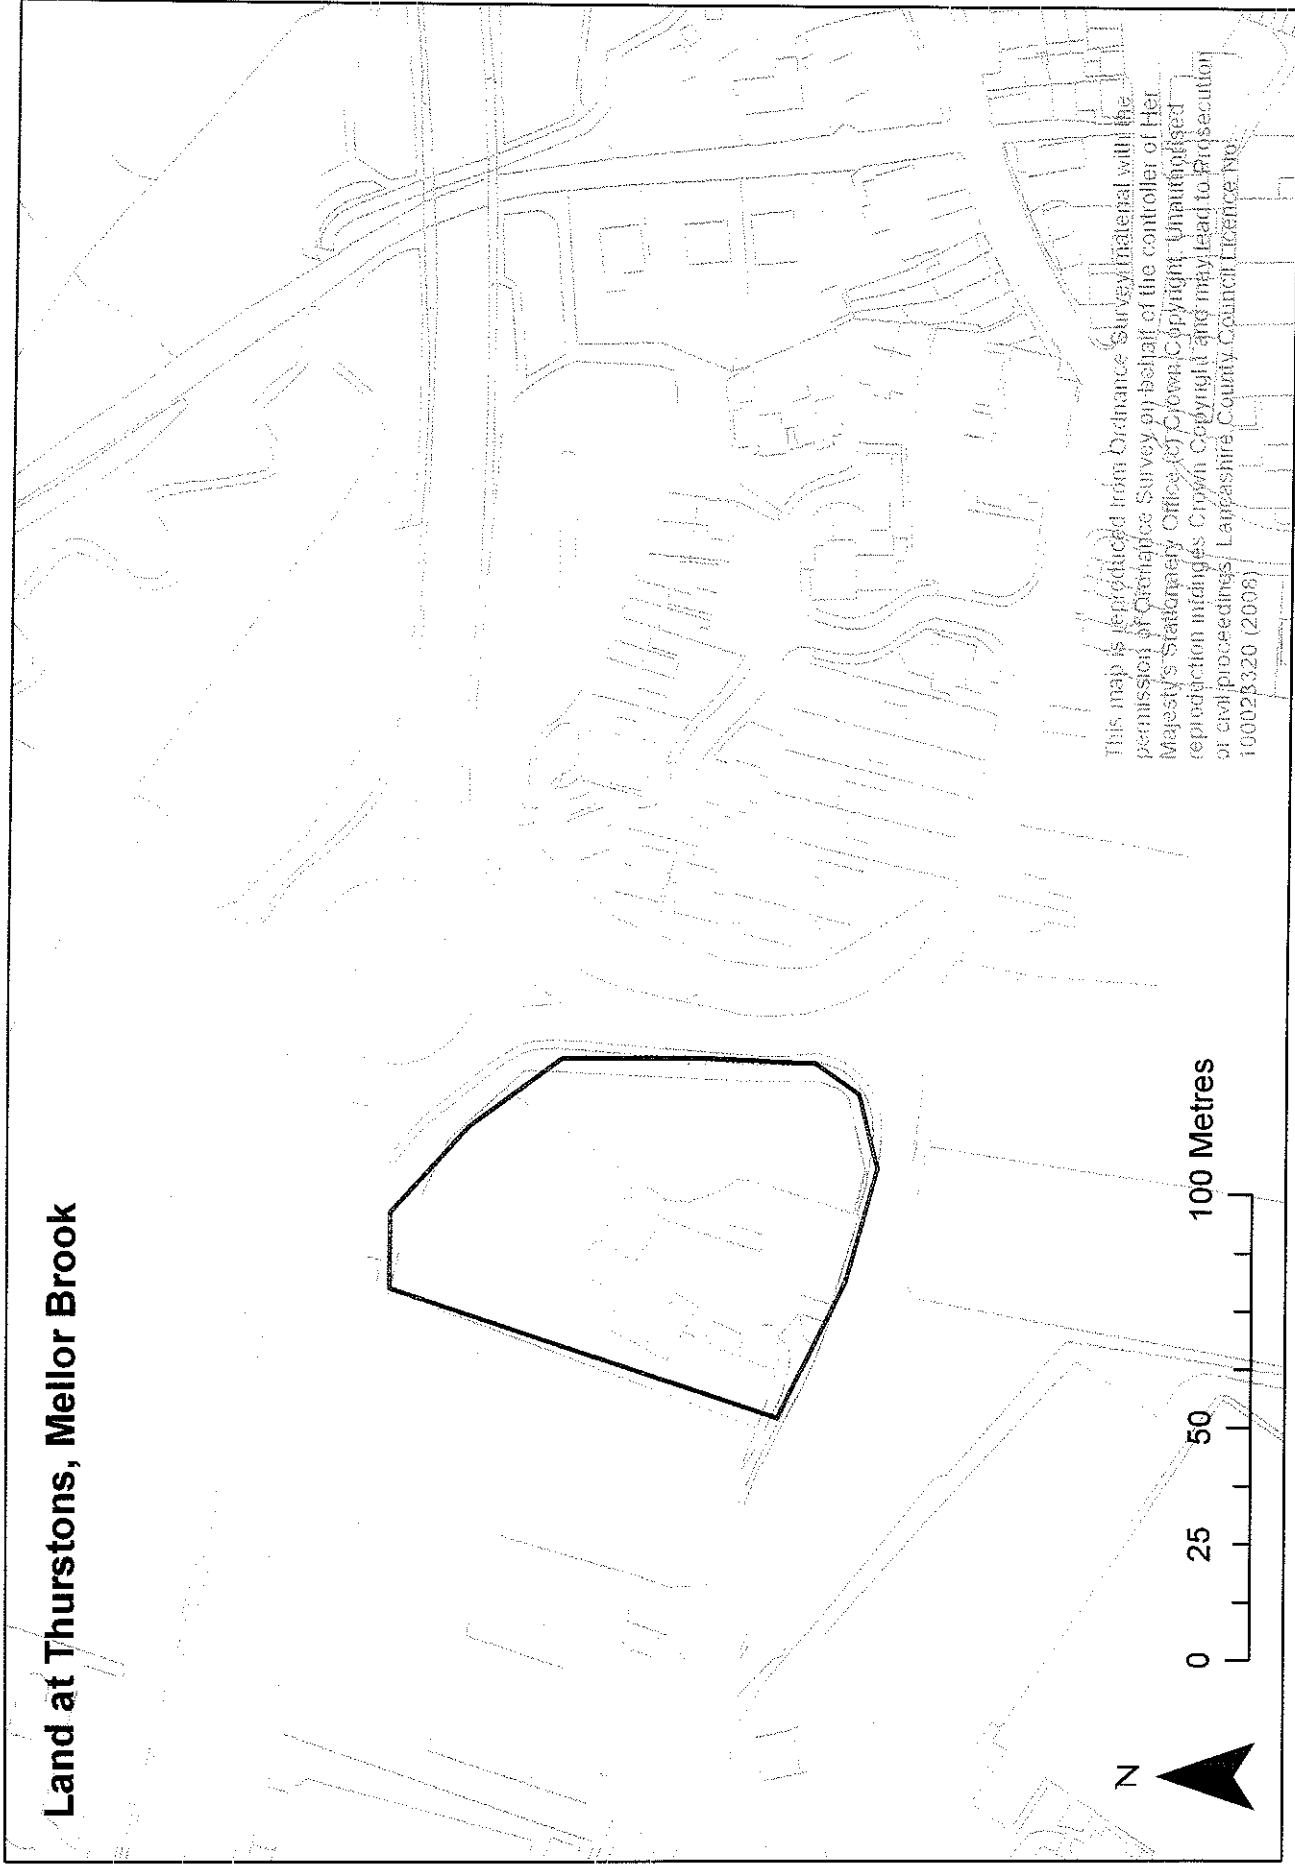 Land at Thurstons, Mellor Brook
This map is reproduced from Ordnance Survey material with the
permission of Ordnance Survey on behalf of the controller of Her
Majesty's Stationery Office (c) Crown Copyright. Unauthorised
reproduction infringes Crown Copyright and may Lead to Prosecution
or civil proceedings. Lancashire County Council Licence No.
100023320 (2008)
N
0 25 50 100 Metres